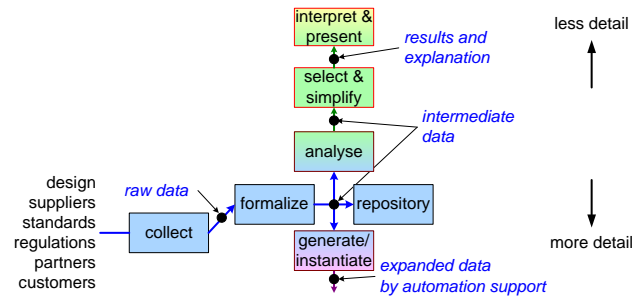 interpret &
present
less detail
results and
explanation
select &
simplify
intermediate
data
analyse
design
suppliers
standards
regulations
partners
customers
raw data
collect
formalize
repository
generate/
instantiate
more detail
expanded data
by automation support